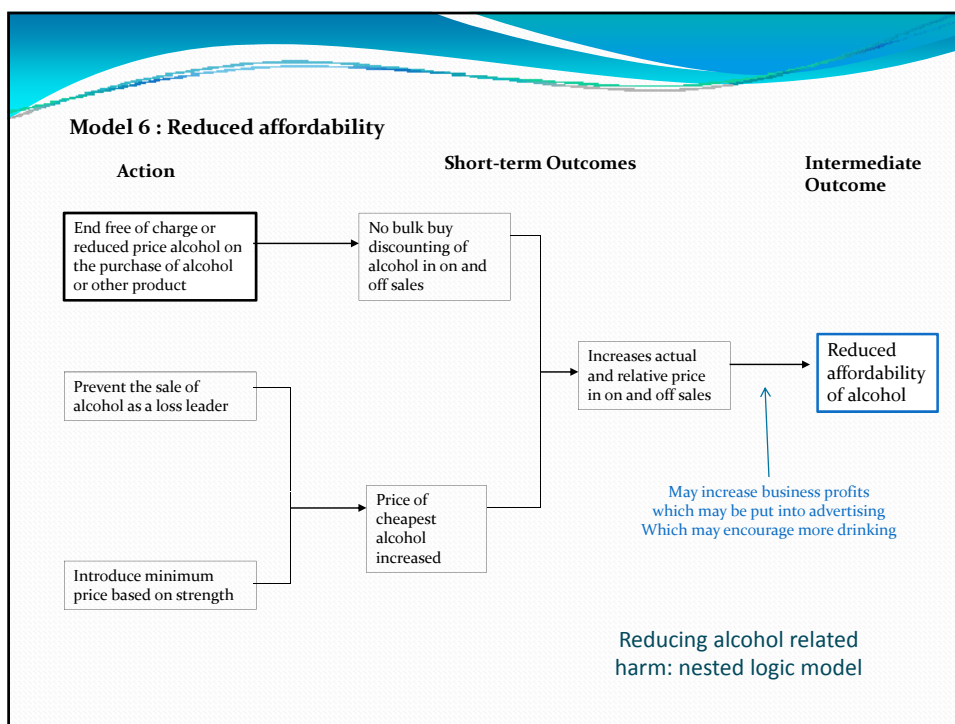 Model 6 : Reduced affordability
Action
Short-term Outcomes
Intermediate
Outcome
End free of charge or
reduced price alcohol on
the purchase of alcohol
or other product
No bulk buy
discounting of
alcohol in on and
off sales
Prevent the sale of
alcohol as a loss leader
Increases actual
and relative price
in on and off sales
Reduced
affordability
of alcohol
Price of
cheapest
alcohol
increased
May increase business profits
which may be put into advertising
Which may encourage more drinking
Introduce minimum
price based on strength
Reducing alcohol related
harm: nested logic model